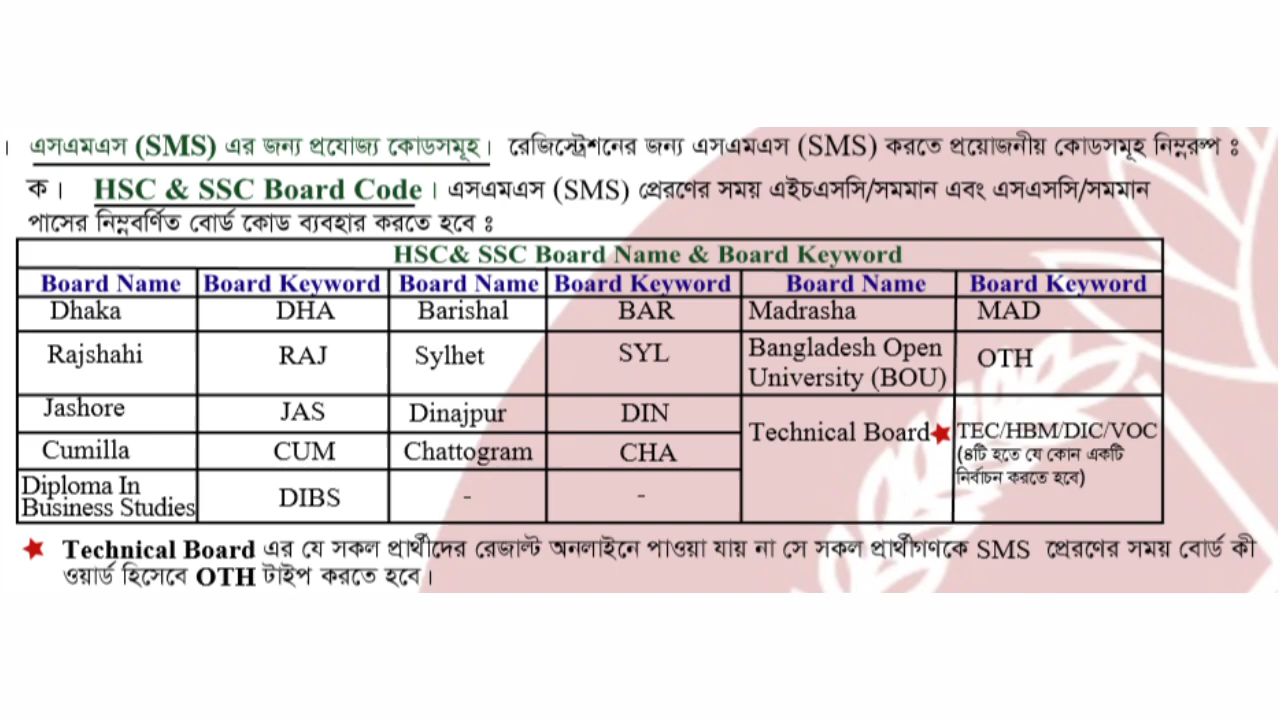 । এসএমএস (SMS) এর জন্য প্রযোজ্য কোডসমূহ। রেজিস্ট্রেশনের জন্য এসএমএস (SMS) করতে প্রয়োজনীয় কোডসমূহ নিম্নরুপ ঃ
ক। HSC & SSC Board Code । এসএমএস (SMS) প্রেরণের সময় এইচএসসি/সমমান এবং এসএসসি/সমমান
পাসের নিম্নবর্ণিত বোর্ড কোড ব্যবহার করতে হবে ঃ
HSC& SSC Board Name & Board Keyword
Board Name Board Keyword Board Name Board Keyword Board Name Board Keyword
Dhaka DHA Barishal BAR Madrasha MAD
Rajshahi RAJ Sylhet SYL Bangladesh Open OTH
University (BOU)
Jashore JAS Dinajpur DIN
Technical Board TEC/HBM/DIC/VOC
Cumilla CUM Chattogram CHA (৪টি হতে যে কোন একটি
নির্বাচন করতে হবে)
Diploma In DIBS - -
Business Studies
Technical Board এর যে সকল প্রার্থীদের রেজাল্ট অনলাইনে পাওয়া যায় না সে সকল প্রার্থীগণকে SMS প্রেরণের সময় বোর্ড কী
ওয়ার্ড হিসেবে OTH টাইপ করতে হবে।